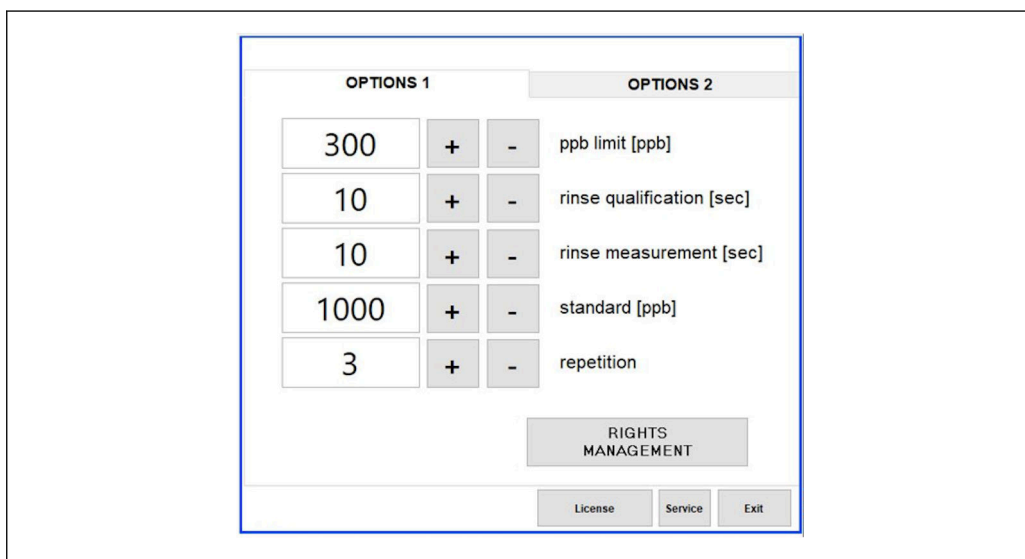 OPTIONS 1 OPTIONS 2
300 + - ppb limit [ppb]
10 + - rinse qualification [sec]
10 + - rinse measurement [sec]
1000 + - standard [ppb]
3 + - repetition
RIGHTS
MANAGEMENT
License Service Exit